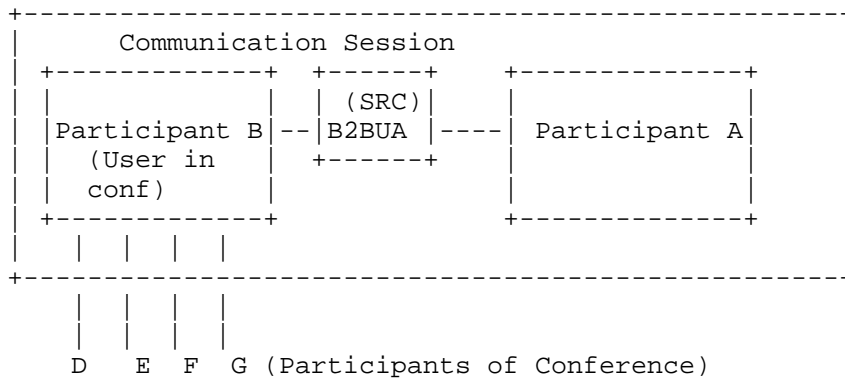 Communication Session
(SRC)
Participant B B2BUA Participant A
(User in
conf)
D E F G (Participants of Conference)